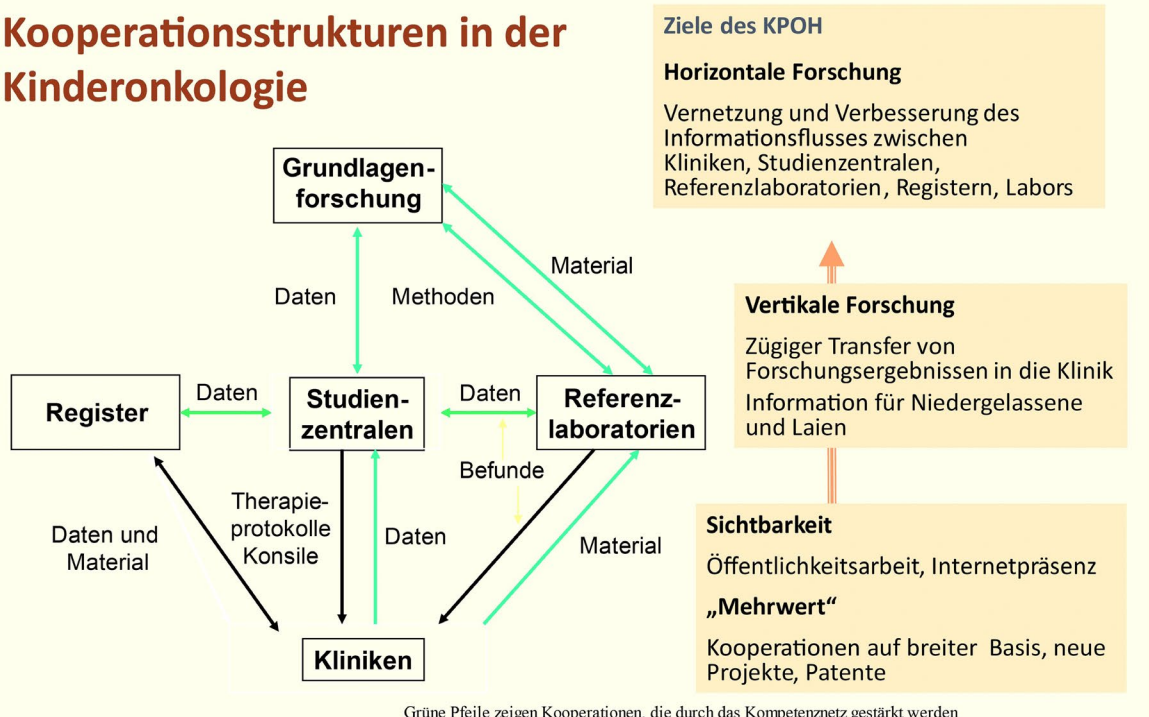 Kooperationsstrukturen in der
Kinderonkologie
Ziele des KPOH
Horizontale Forschung
Vernetzung und Verbesserung des
Informationsflusses zwischen
Kliniken, Studienzentralen,
Referenzlaboratorien, Registern, Labors
Grundlagen-
forschung
Material
Daten
Methoden
Vertikale Forschung
Zügiger Transfer von
Forschungsergebnissen in die Klinik
Information für Niedergelassene
und Laien
Register
Daten
Studien-
zentralen
Daten
Referenz-
laboratorien
Befunde
Therapie-
protokolle
Konsile
Daten und
Material
Daten
Material
Sichtbarkeit
Öffentlichkeitsarbeit, Internetpräsenz
„Mehrwert“
Kooperationen auf breiter Basis, neue
Projekte, Patente
Kliniken
Grüne Pfeile zeigen Kooperationen, die durch das Kompetenznetz gestärkt werden